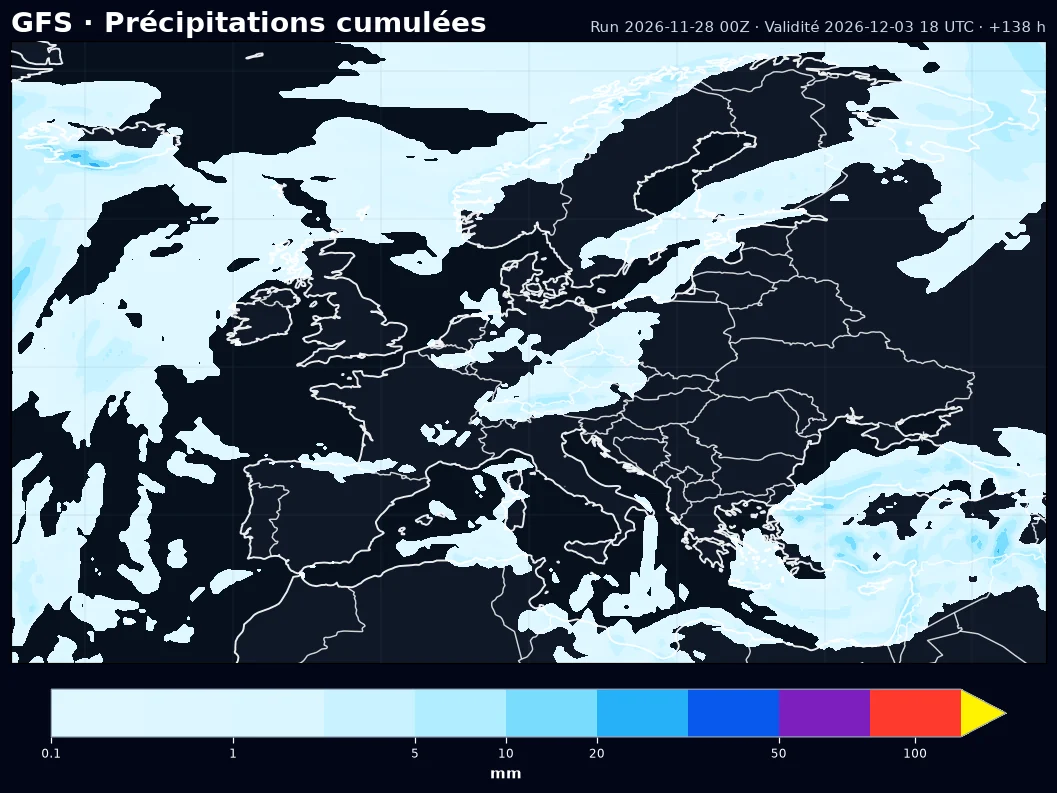 GFS · Précipitations cumulées
Run 2026-11-28 00Z · Validité 2026-12-03 18 UTC · +138 h
0.1 1 5 10 20 50 100
mm